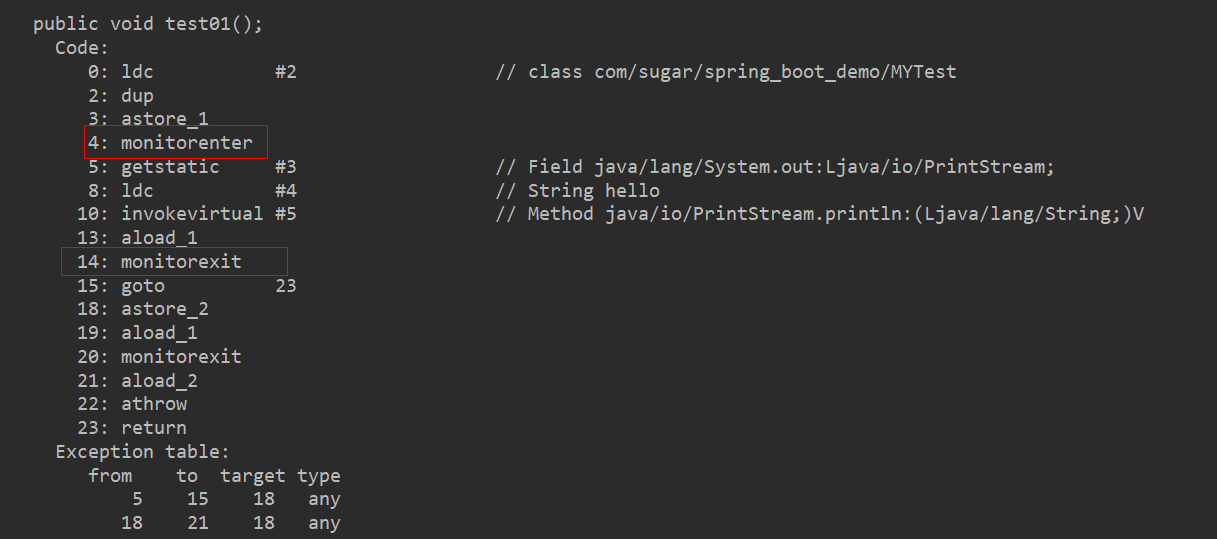 public void test01();
Code:
0: ldc #2 // class com/sugar/spring_boot_demo/MYTest
2: dup
3: astore_1
4: monitorenter
5: getstatic #3 // Field java/lang/System.out:Ljava/io/PrintStream;
8: ldc #4 // String hello
10: invokevirtual #5 // Method java/io/PrintStream.println:(Ljava/lang/String;)V
13: aload_1
14: monitorexit
15: goto 23
18: astore_2
19: aload_1
20: monitorexit
21: aload_2
22: athrow
23: return
Exception table:
from to target type
5 15 18 any
18 21 18 any